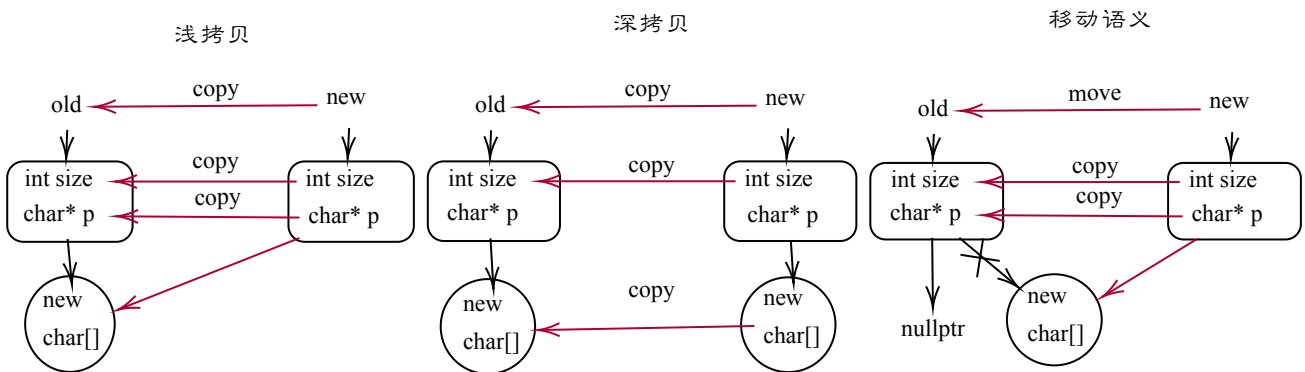 浅拷贝
old
copy
new
int size
char* p
copy
copy
int size
char* p
new
char[]
深拷贝
old
copy
new
int size
char* p
copy
int size
char* p
new
char[]
copy
new
char[]
移动语义
old
move
new
int size
char* p
copy
copy
int size
char* p
nullptr
new
char[]